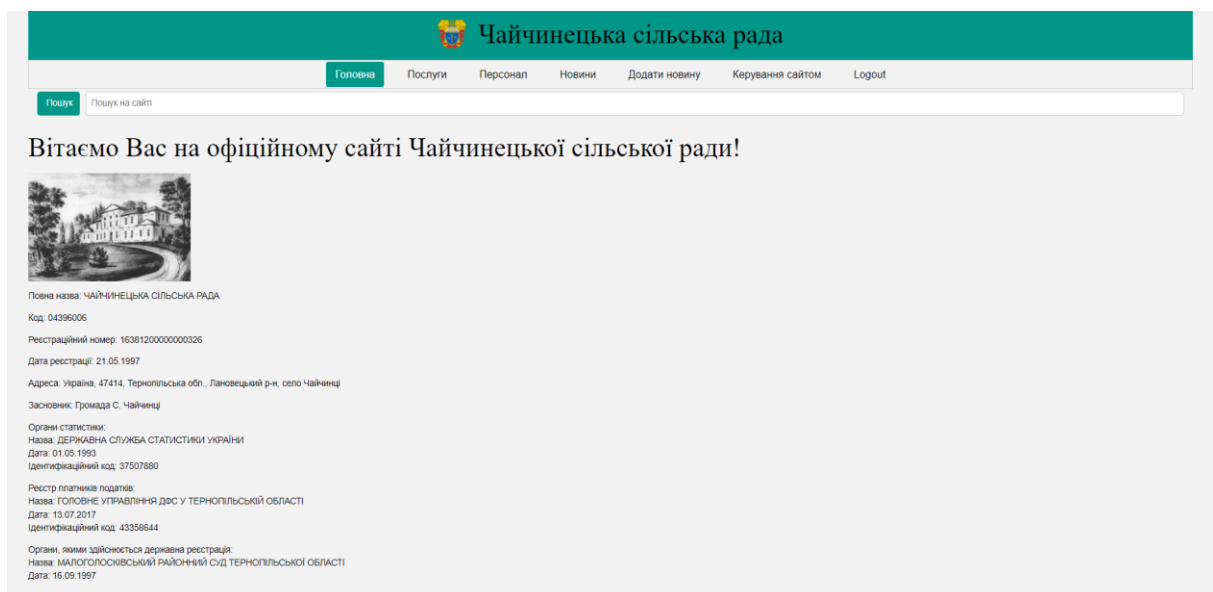 Чайчинецька сільська рада
Головна Послуги Персонал Новини Додати новину Керування сайтом Logout
Пошук Пошук на сайті
Вітаємо Вас на офіційному сайті Чайчинецької сільської ради!
Повна назва: ЧАЙЧИНЕЦЬКА СІЛЬСЬКА РАДА
Код: 04396006
Реєстраційний номер: 16381200000000326
Дата реєстрації: 21.05.1997
Адреса: Україна, 47414, Тернопільська обл., Лановецький р-н, село Чайчинці
Засновник: Громада С. Чайчинці
Органи статистики:
Назва: ДЕРЖАВНА СЛУЖБА СТАТИСТИКИ УКРАЇНИ
Дата: 01.05.1993
Ідентифікаційний код: 37507880
Реєстр платників податків:
Назва: ГОЛОВНЕ УПРАВЛІННЯ ДФС У ТЕРНОПІЛЬСЬКІЙ ОБЛАСТІ
Дата: 13.07.2017
Ідентифікаційний код: 43358644
Органи, якими здійснюється державна реєстрація:
Назва: МАЛОГОЛОСКІВСЬКИЙ РАЙОННИЙ СУД ТЕРНОПІЛЬСЬКОЇ ОБЛАСТІ
Дата: 16.09.1997